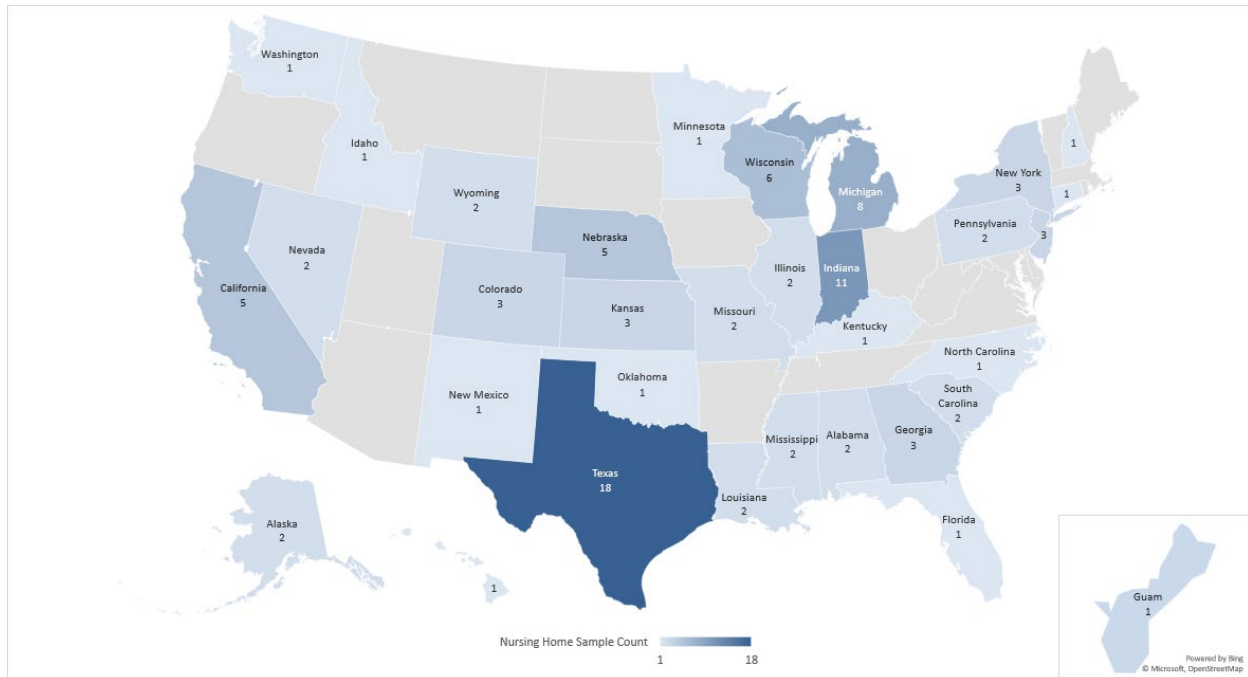 Washington
1
Idaho
1
Minnesota
1
Wisconsin
6
Michigan
8
New York
3
1
1
Wyoming
2
Nebraska
5
Pennsylvania
2
3
Nevada
2
California
5
Colorado
3
Kansas
3
Missouri
2
Illinois
2
Indiana
11
Kentucky
1
North Carolina
1
New Mexico
1
Oklahoma
1
South
Carolina
2
Texas
18
Mississippi
2
Alabama
2
Georgia
3
Louisiana
2
Florida
1
Alaska
2
1
Guam
1
Nursing Home Sample Count
1
18
Powered by Bing
© Microsoft, OpenStreetMap